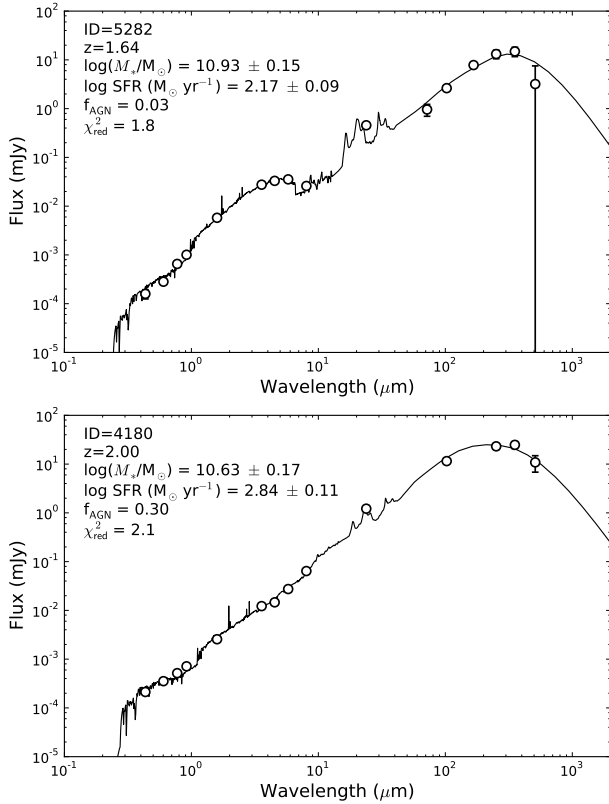 ID=5282
z=1.64
log(M*/M⊙) = 10.93 ± 0.15
log SFR (M⊙ yr⁻¹) = 2.17 ± 0.09
f_AGN = 0.03
χ²_red = 1.8
10²
10¹
10⁰
10⁻¹
10⁻²
10⁻³
10⁻⁴
10⁻⁵
Flux (mJy)
10⁻¹ 10⁰ 10¹ 10² 10³
Wavelength (μm)
ID=4180
z=2.00
log(M*/M⊙) = 10.63 ± 0.17
log SFR (M⊙ yr⁻¹) = 2.84 ± 0.11
f_AGN = 0.30
χ²_red = 2.1
10²
10¹
10⁰
10⁻¹
10⁻²
10⁻³
10⁻⁴
10⁻⁵
Flux (mJy)
10⁻¹ 10⁰ 10¹ 10² 10³
Wavelength (μm)